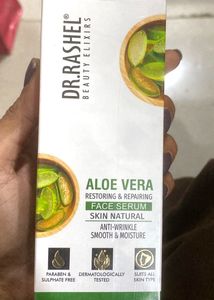 DR.RASHEL®
BEAUTY ELIXIRS
ALOE VERA
RESTORING & REPAIRING
FACE SERUM
SKIN NATURAL
ANTI-WRINKLE
SMOOTH & MOISTURE
PARABEN &
SULPHATE FREE
DERMATOLOGICALLY
TESTED
SUITS ALL
SKIN TYPE